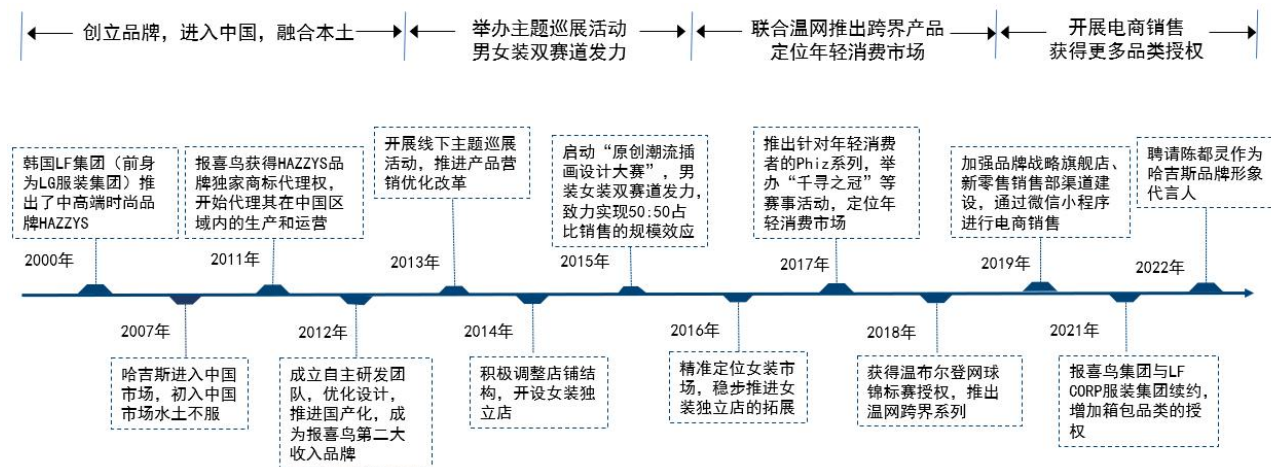 创立品牌，进入中国，融合本土
举办主题巡展活动
男女装双赛道发力
联合温网推出跨界产品
定位年轻消费市场
开展电商销售
获得更多品类授权
韩国LF集团（前身
为LG服装集团）推
出了中高端时尚品
牌HAZZYS
2000年
报喜鸟获得HAZZYS品
牌独家商标代理权，
开始代理其在中国区
域内的生产和运营
2011年
开展线下主题巡展
活动，推进产品营
销优化改革
2013年
启动“原创潮流插
画设计大赛”，男
装女装双赛道发力，
致力实现50:50占
比销售的规模效应
2015年
推出针对年轻消费
者的Phiz系列，举
办“千寻之冠”等
赛事活动，定位年
轻消费市场
2017年
加强品牌战略旗舰店、
新零售销售部渠道建
设，通过微信小程序
进行电商销售
2019年
聘请陈都灵作为
哈吉斯品牌形象
代言人
2022年
2007年
哈吉斯进入中国
市场，初入中国
市场水土不服
2012年
成立自主研发团
队，优化设计，
推进国产化，成
为报喜鸟第二大
收入品牌
2014年
积极调整店铺结
构，开设女装独
立店
2016年
精准定位女装市
场，稳步推进女
装独立店的拓展
2018年
获得温布尔登网球
锦标赛授权，推出
温网跨界系列
2021年
报喜鸟集团与LF
CORP服装集团续约，
增加箱包品类的授
权